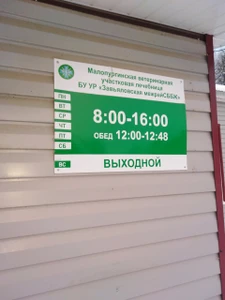 Малопургинская ветеринарная
участковая лечебница
БУ УР «Завьяловская межрайСББЖ»
ПН
ВТ
СР
ЧТ
ПТ
СБ
8:00-16:00
ОБЕД 12:00-12:48
ВС
ВЫХОДНОЙ